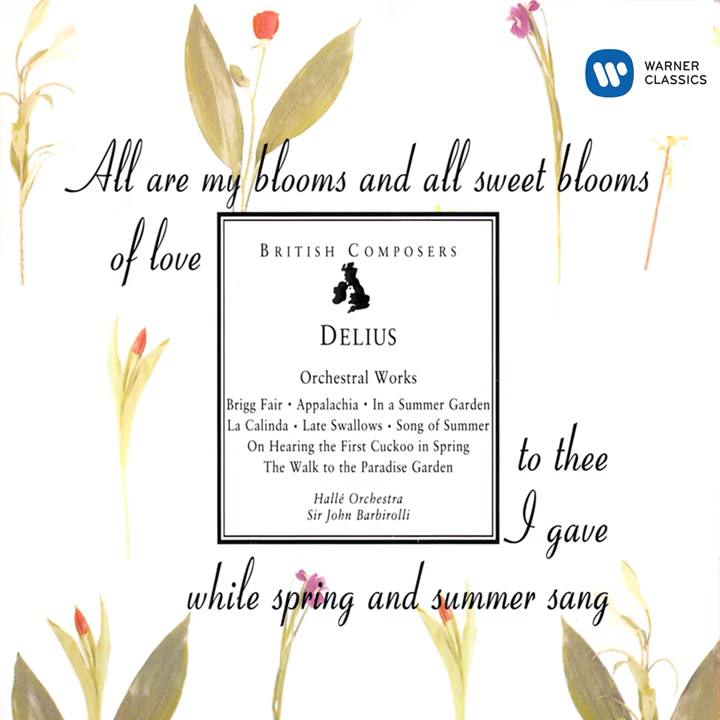 WARNER
CLASSICS
All are my blooms and all sweet blooms
of love
BRITISH COMPOSERS
DELIUS
Orchestral Works
Brigg Fair • Appalachia • In a Summer Garden
La Calinda • Late Swallows • Song of Summer
On Hearing the First Cuckoo in Spring
The Walk to the Paradise Garden
Hallé Orchestra
Sir John Barbirolli
to thee
I gave
while spring and summer sang